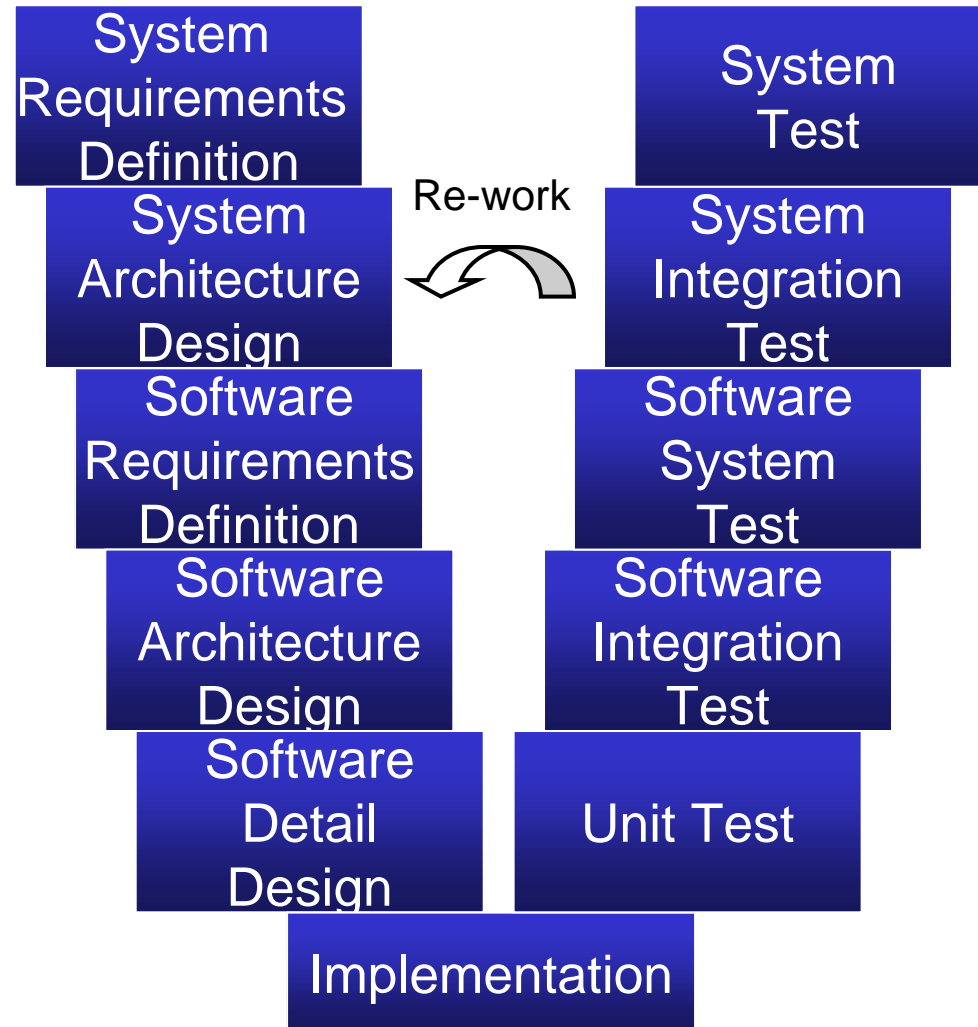 System
Requirements
Definition
System
Test
Re-work
System
Architecture
Design
System
Integration
Test
Software
Requirements
Definition
Software
System
Test
Software
Architecture
Design
Software
Integration
Test
Software
Detail
Design
Unit Test
Implementation